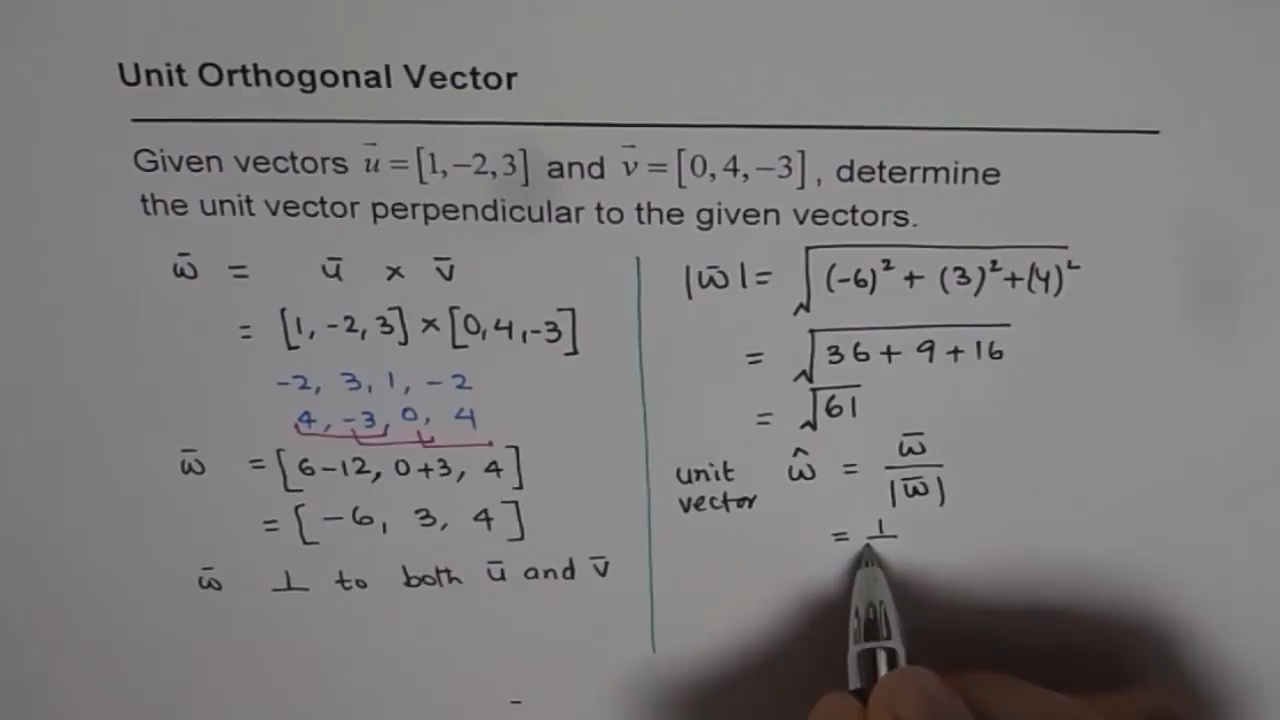 Unit Orthogonal Vector
Given vectors u̅ = [1, −2, 3] and v̅ = [0, 4, −3], determine
the unit vector perpendicular to the given vectors.
ω̅ = u̅ × v̅
= [1, -2, 3] × [0, 4, -3]
-2, 3, 1, -2
4, -3, 0, 4
ω̅ = [6-12, 0+3, 4]
= [-6, 3, 4]
ω̅ ⊥ to both u̅ and v̅
|ω̅| = √((-6)² + (3)² + (4)²)
= √(36 + 9 + 16)
= √61
unit vector ω̂ = ω̅/|ω̅|
= 1/